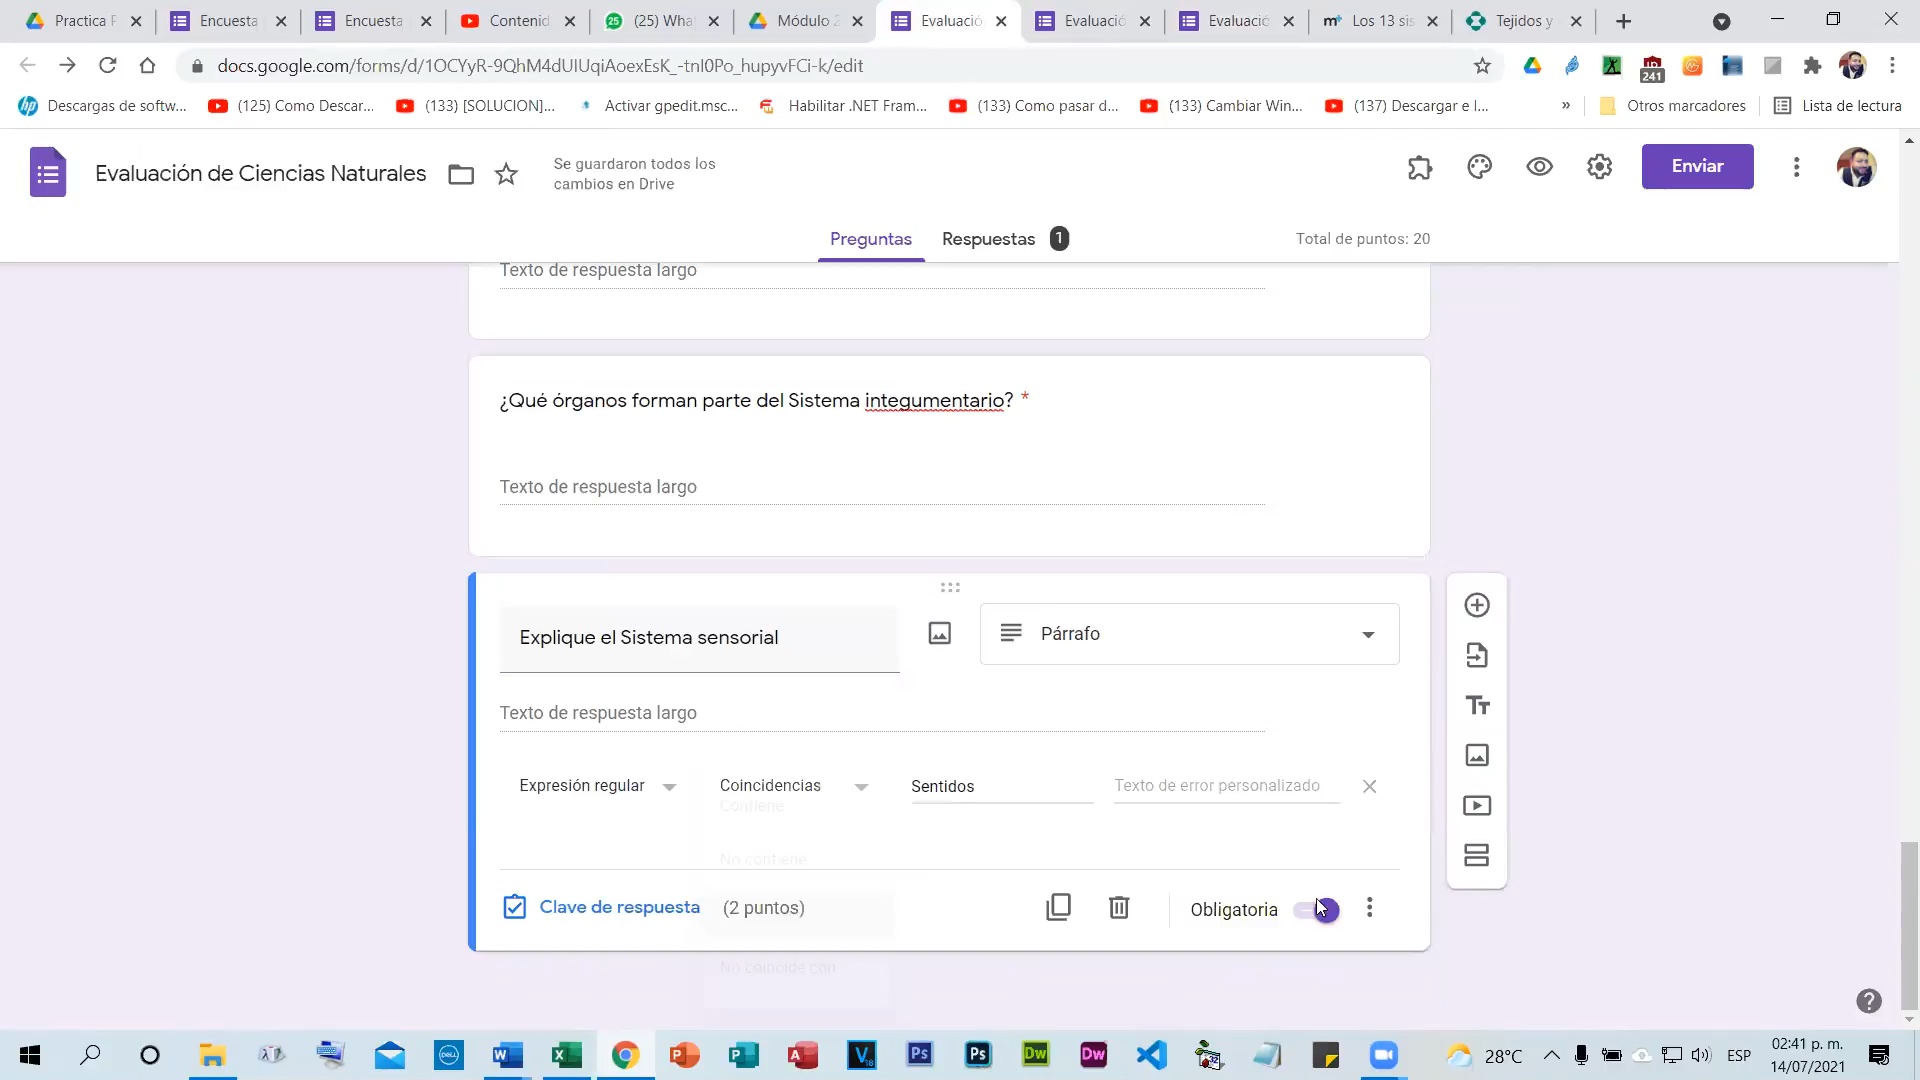 Practica P
Encuesta
Encuesta
Contenid
(25) Wha
Módulo 2
Evaluació
Evaluació
Evaluació
Los 13 sis
Tejidos y
docs.google.com/forms/d/1OCYyR-9QhM4dUIUqiAoexEsK_-tnI0Po_hupyvFCi-k/edit
241
Descargas de softw...
(125) Como Descar...
(133) [SOLUCION]...
Activar gpedit.msc...
Habilitar .NET Fram...
(133) Como pasar d...
(133) Cambiar Win...
(137) Descargar e I...
»
Otros marcadores
Lista de lectura
Evaluación de Ciencias Naturales
Se guardaron todos los
cambios en Drive
Enviar
Preguntas
Respuestas 1
Total de puntos: 20
Texto de respuesta largo
¿Qué órganos forman parte del Sistema integumentario? *
Texto de respuesta largo
Explique el Sistema sensorial
Párrafo
Texto de respuesta largo
Expresión regular
Coincidencias
Sentidos
Texto de error personalizado
Contiene
No contiene
Clave de respuesta
(2 puntos)
Obligatoria
No coincide con
28°C
ESP
02:41 p. m.
14/07/2021